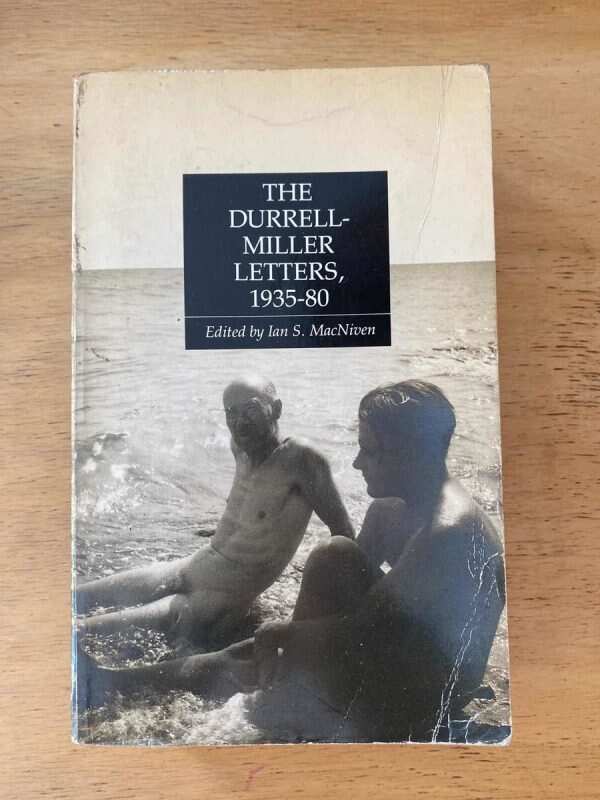 THE
DURRELL-
MILLER
LETTERS,
1935-80
Edited by Ian S. MacNiven